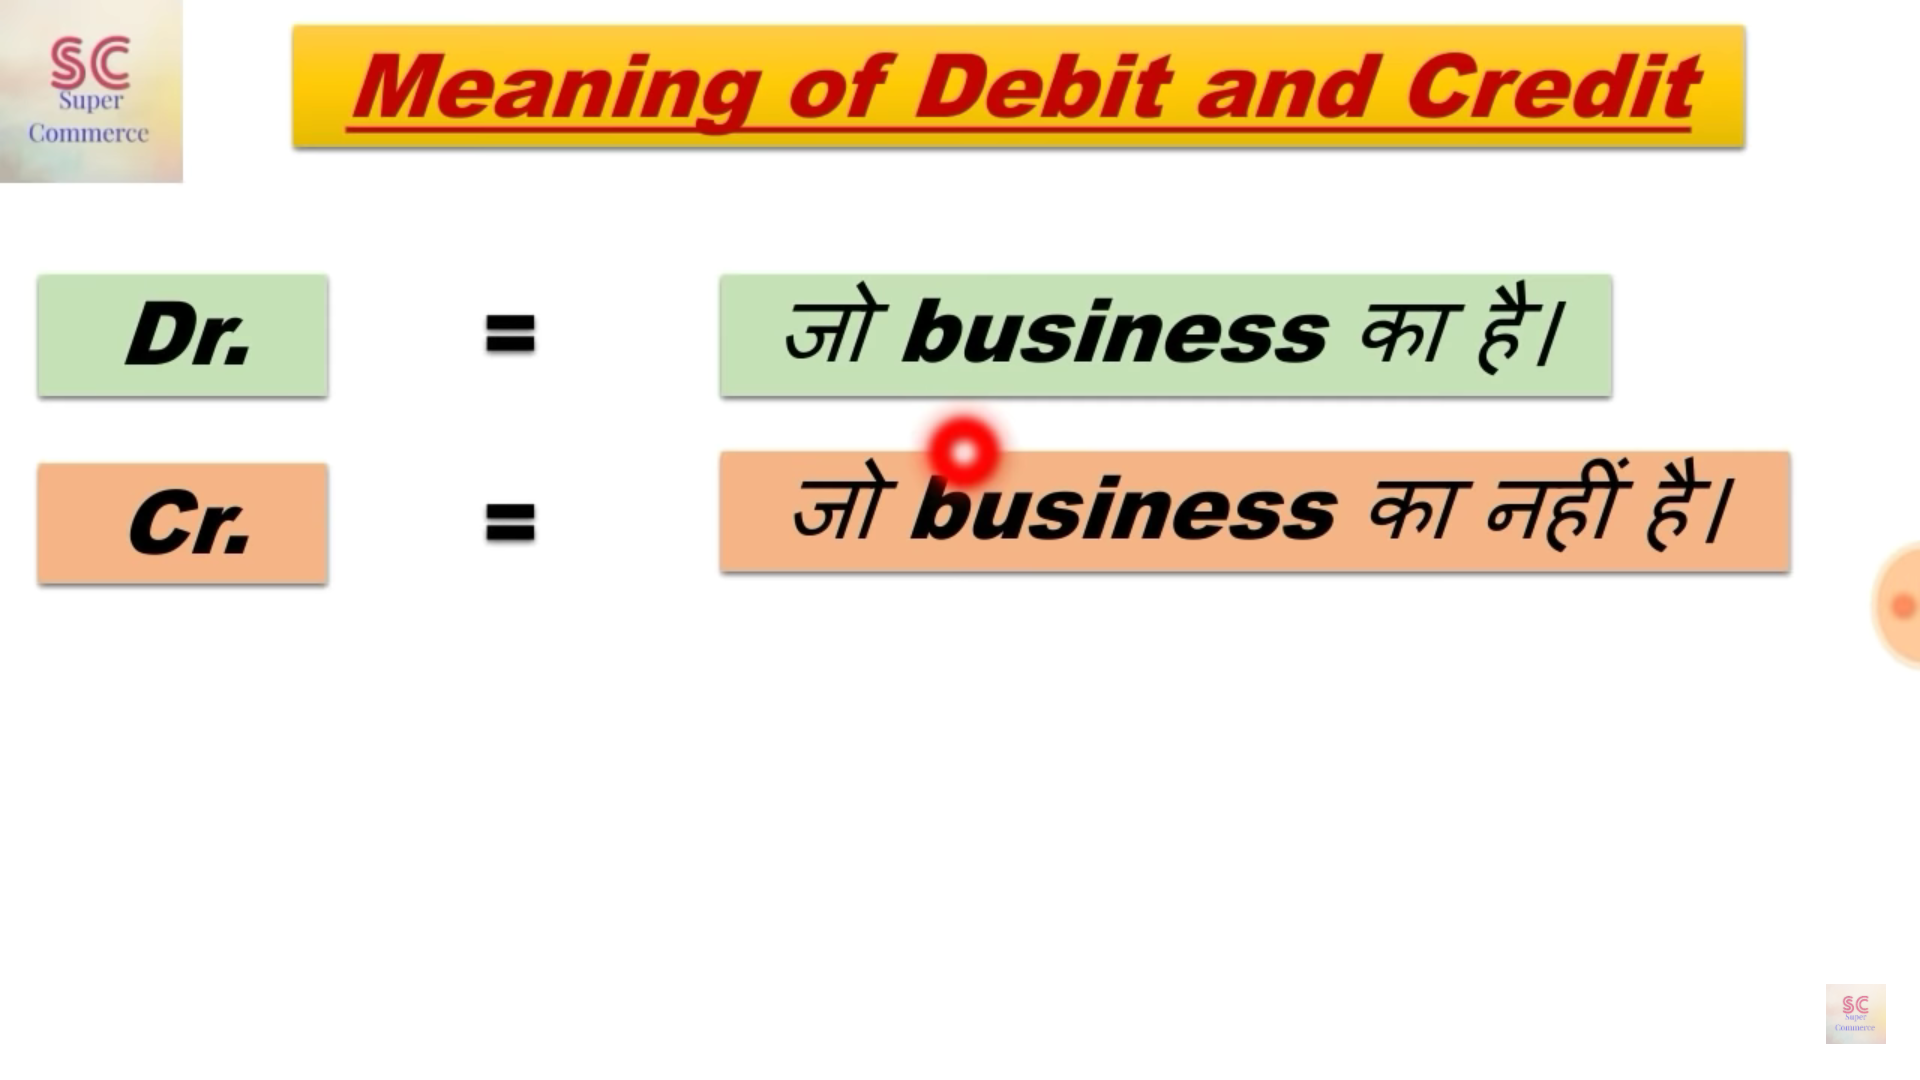 SC
Super
Commerce
Meaning of Debit and Credit
Dr. = जो business का है।
Cr. = जो business का नहीं है।
SC
Super
Commerce